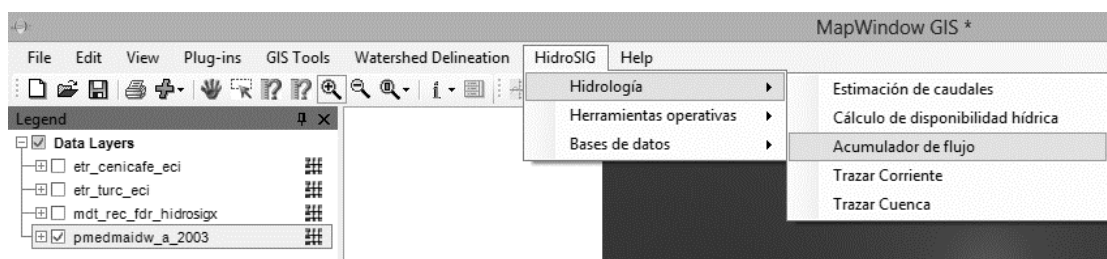 MapWindow GIS *
File Edit View Plug-ins GIS Tools Watershed Delineation HidroSIG Help
Legend
Data Layers
etr_cenicafe_eci
etr_turc_eci
mdt_rec_fdr_hidrosigx
pmedmaidw_a_2003
Hidrología
Herramientas operativas
Bases de datos
Estimación de caudales
Cálculo de disponibilidad hídrica
Acumulador de flujo
Trazar Corriente
Trazar Cuenca